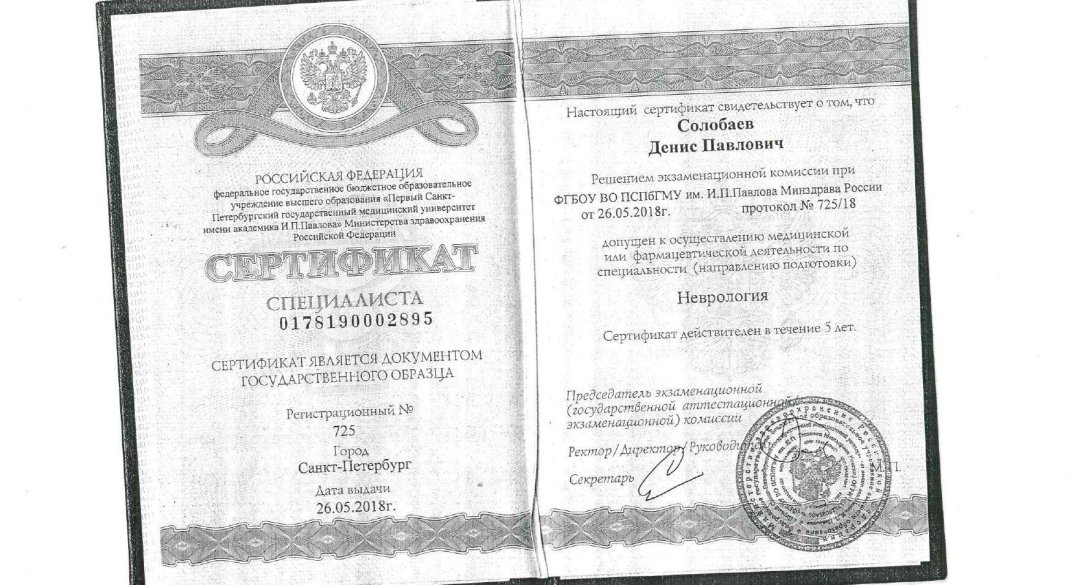 РОССИЙСКАЯ ФЕДЕРАЦИЯ
федеральное государственное бюджетное образовательное
учреждение высшего образования «Первый Санкт-
Петербургский государственный медицинский университет
имени академика И.П.Павлова» Министерства здравоохранения
Российской Федерации
СЕРТИФИКАТ
СПЕЦИАЛИСТА
0178190002895
СЕРТИФИКАТ ЯВЛЯЕТСЯ ДОКУМЕНТОМ
ГОСУДАРСТВЕННОГО ОБРАЗЦА
Регистрационный №
725
Город
Санкт-Петербург
Дата выдачи
26.05.2018г.
Настоящий сертификат свидетельствует о том, что
Солобаев
Денис Павлович
Решением экзаменационной комиссии при
ФГБОУ ВО ПСПбГМУ им. И.П.Павлова Минздрава России
от 26.05.2018г. протокол № 725/18
допущен к осуществлению медицинской
или фармацевтической деятельности по
специальности (направлению подготовки)
Неврология
Сертификат действителен в течение 5 лет.
Председатель экзаменационной
(государственной аттестационной/
экзаменационной) комиссии
Ректор/Директор/Руководитель
Секретарь
М.П.